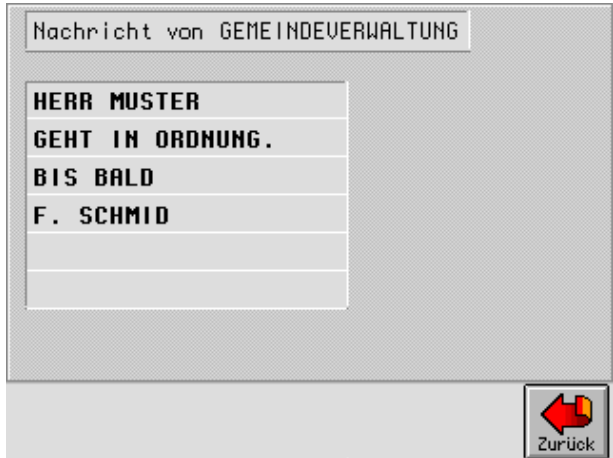 Nachricht von GEMEINDEVERWALTUNG
HERR MUSTER
GEHT IN ORDNUNG.
BIS BALD
F. SCHMID
Zurück